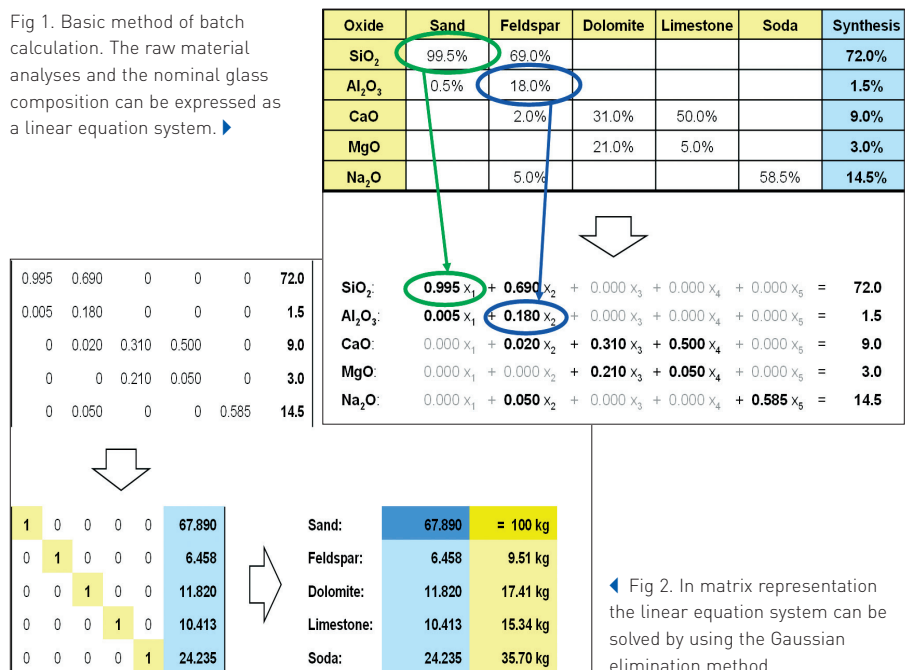 Fig 1. Basic method of batch
calculation. The raw material
analyses and the nominal glass
composition can be expressed as
a linear equation system.
Oxide Sand Feldspar Dolomite Limestone Soda Synthesis
SiO₂ 99.5% 69.0% 72.0%
Al₂O₃ 0.5% 18.0% 1.5%
CaO 2.0% 31.0% 50.0% 9.0%
MgO 21.0% 5.0% 3.0%
Na₂O 5.0% 58.5% 14.5%
SiO₂: 0.995 x₁ + 0.690 x₂ + 0.000 x₃ + 0.000 x₄ + 0.000 x₅ = 72.0
Al₂O₃: 0.005 x₁ + 0.180 x₂ + 0.000 x₃ + 0.000 x₄ + 0.000 x₅ = 1.5
CaO: 0.000 x₁ + 0.020 x₂ + 0.310 x₃ + 0.500 x₄ + 0.000 x₅ = 9.0
MgO: 0.000 x₁ + 0.000 x₂ + 0.210 x₃ + 0.050 x₄ + 0.000 x₅ = 3.0
Na₂O: 0.000 x₁ + 0.050 x₂ + 0.000 x₃ + 0.000 x₄ + 0.585 x₅ = 14.5
0.995 0.690 0 0 0 72.0
0.005 0.180 0 0 0 1.5
0 0.020 0.310 0.500 0 9.0
0 0 0.210 0.050 0 3.0
0 0.050 0 0 0.585 14.5
1 0 0 0 0 67.890
0 1 0 0 0 6.458
0 0 1 0 0 11.820
0 0 0 1 0 10.413
0 0 0 0 1 24.235
Sand: 67.890 = 100 kg
Feldspar: 6.458 9.51 kg
Dolomite: 11.820 17.41 kg
Limestone: 10.413 15.34 kg
Soda: 24.235 35.70 kg
Fig 2. In matrix representation
the linear equation system can be
solved by using the Gaussian
elimination method